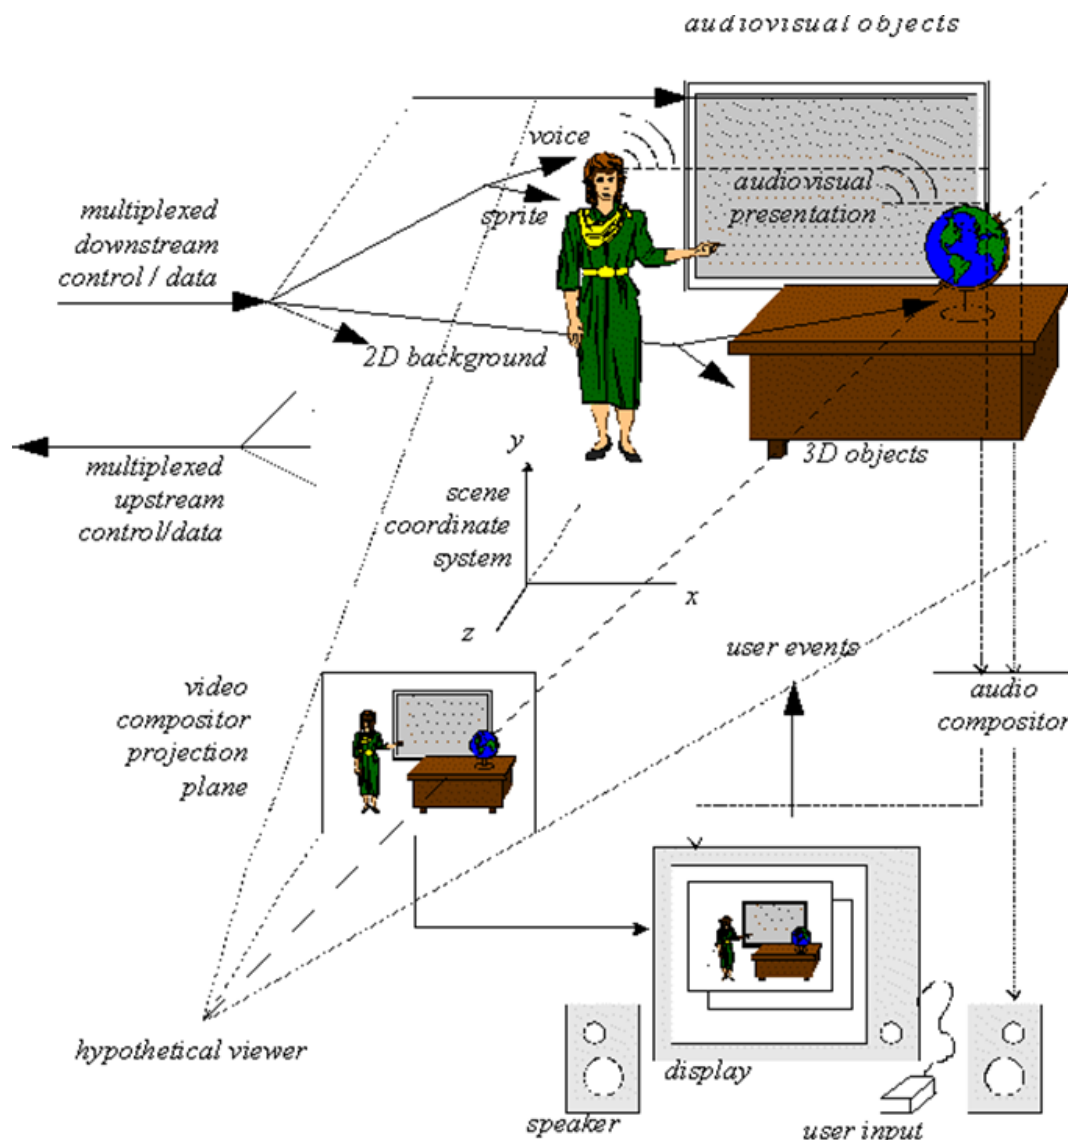 audiovisual objects
voice
sprite
audiovisual
presentation
multiplexed
downstream
control / data
2D background
3D objects
multiplexed
upstream
control/data
y
scene
coordinate
system
x
z
user events
video
compositor
projection
plane
audio
compositor
hypothetical viewer
display
speaker
user input